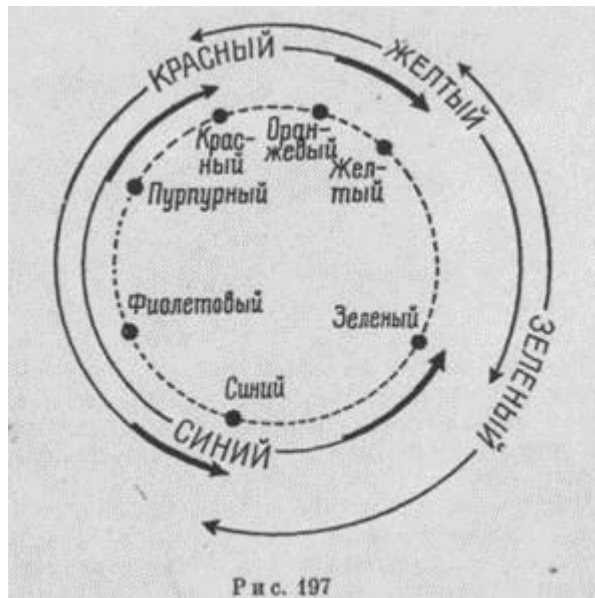 КРАСНЫЙ
ЖЕЛТЫЙ
Крас-
ный
Оран-
жевый
Жел-
тый
Пурпурный
Фиолетовый
Зеленый
ЗЕЛЕНЫЙ
Синий
СИНИЙ
Рис. 197